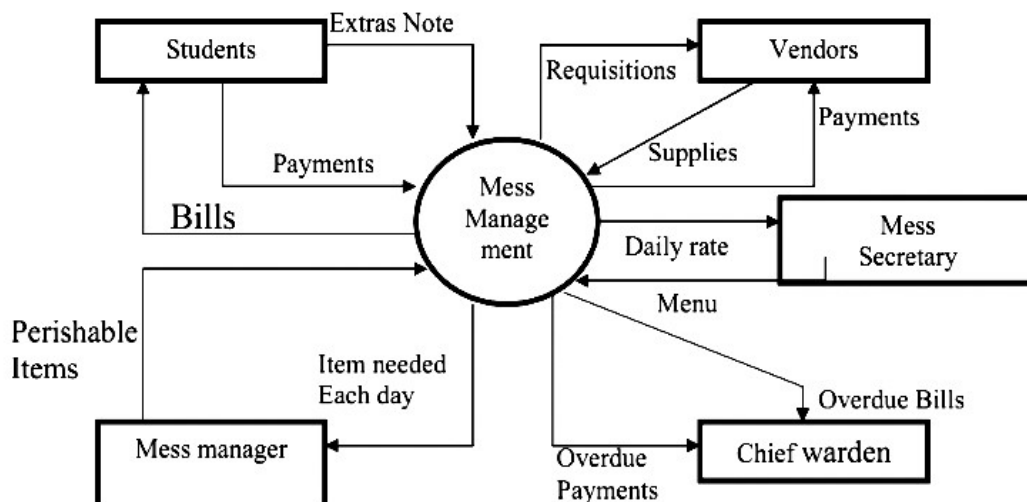 Extras Note
Students
Vendors
Requisitions
Payments
Payments
Supplies
Mess
Manage
ment
Bills
Mess
Secretary
Daily rate
Menu
Perishable
Items
Item needed
Each day
Overdue Bills
Mess manager
Chief warden
Overdue
Payments